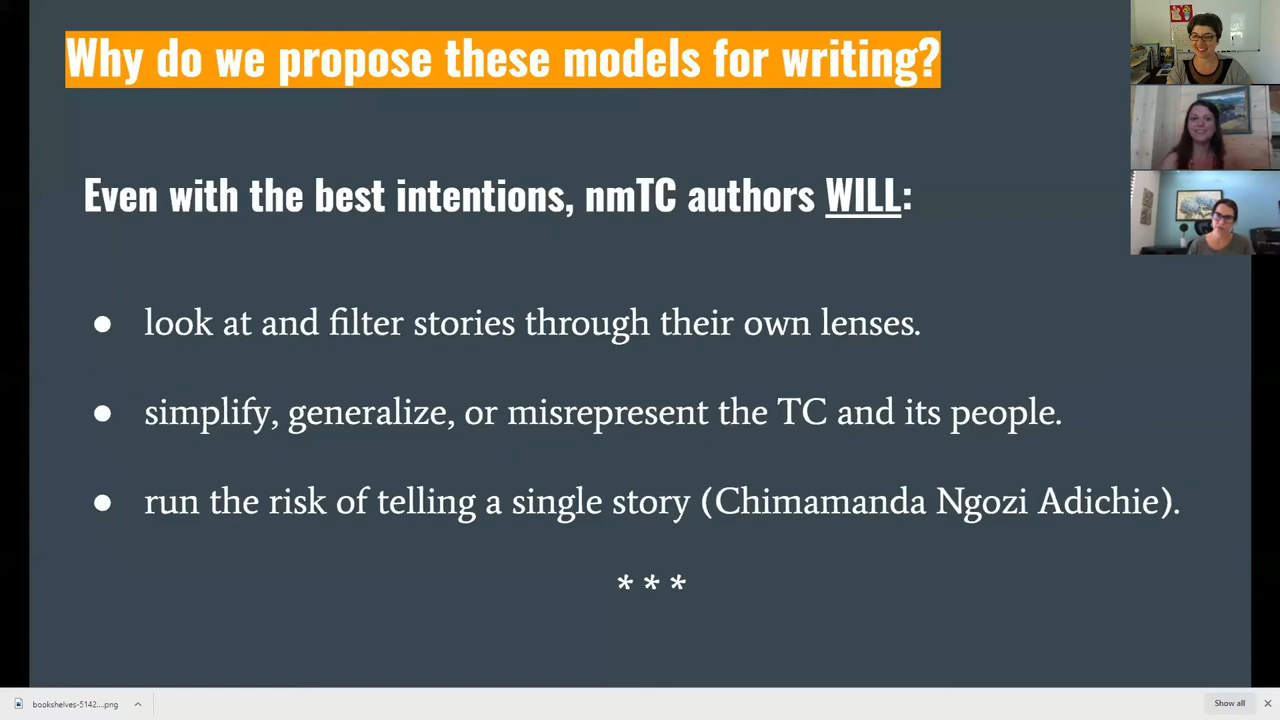 Why do we propose these models for writing?
Even with the best intentions, nmTC authors WILL:
● look at and filter stories through their own lenses.
● simplify, generalize, or misrepresent the TC and its people.
● run the risk of telling a single story (Chimamanda Ngozi Adichie).
* * *
bookshelves-5142....png
Show all